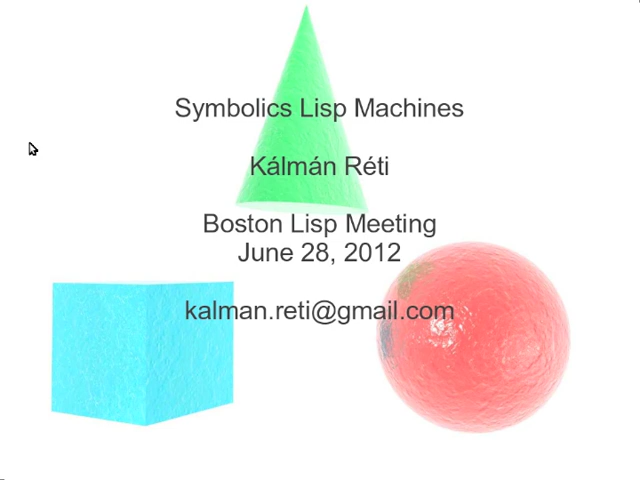 Symbolics Lisp Machines
Kálmán Réti
Boston Lisp Meeting
June 28, 2012
kalman.reti@gmail.com